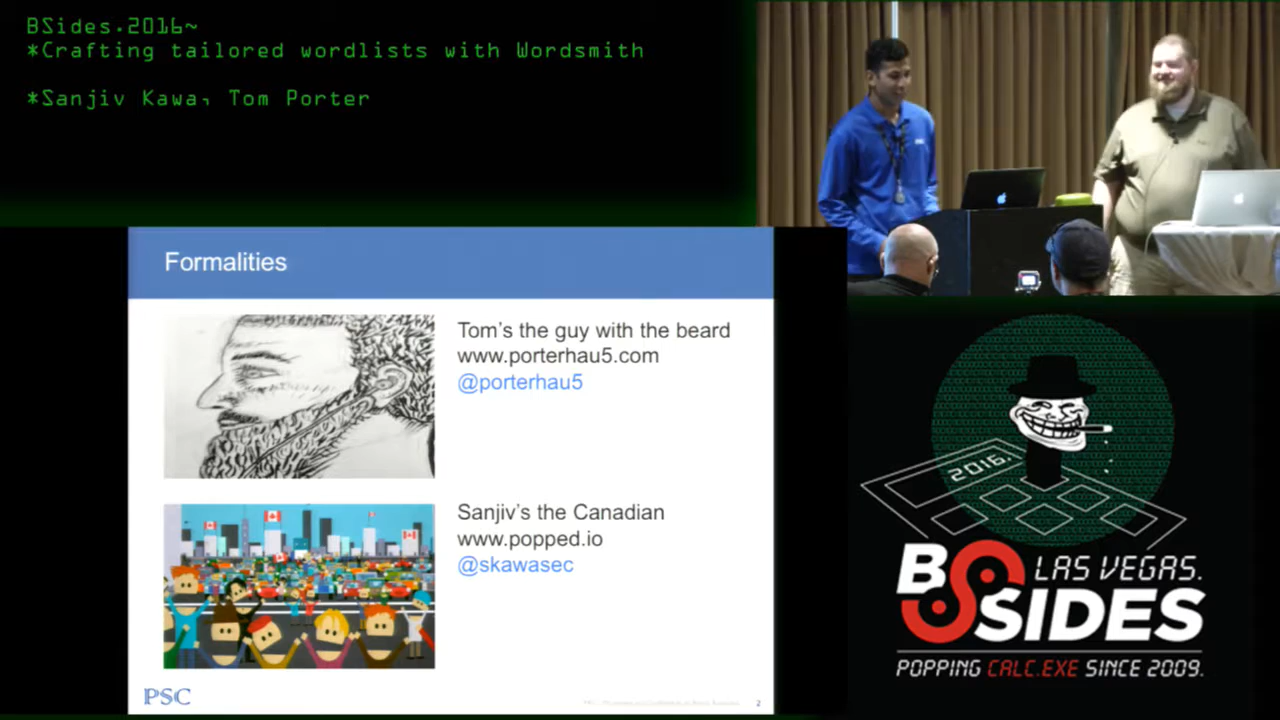 BSides.2016~
*Crafting tailored wordlists with Wordsmith
*Sanjiv Kawa, Tom Porter
Formalities
Tom's the guy with the beard
www.porterhau5.com
@porterhau5
Sanjiv's the Canadian
www.popped.io
@skawasec
PSC
2
2016.
BSIDES
LAS VEGAS.
POPPING CALC.EXE SINCE 2009.